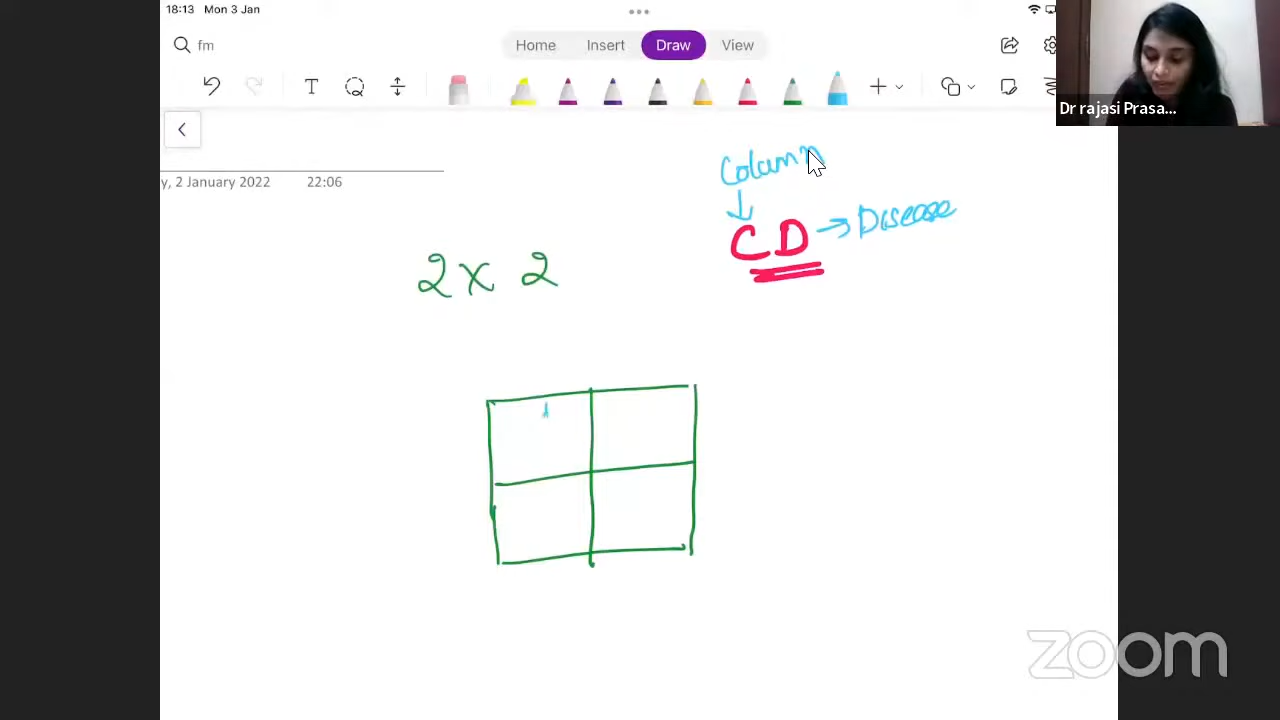 18:13 Mon 3 Jan
fm
Home Insert Draw View
Dr rajasi Prasa...
y, 2 January 2022 22:06
Column
CD → Disease
2 x 2
zoom